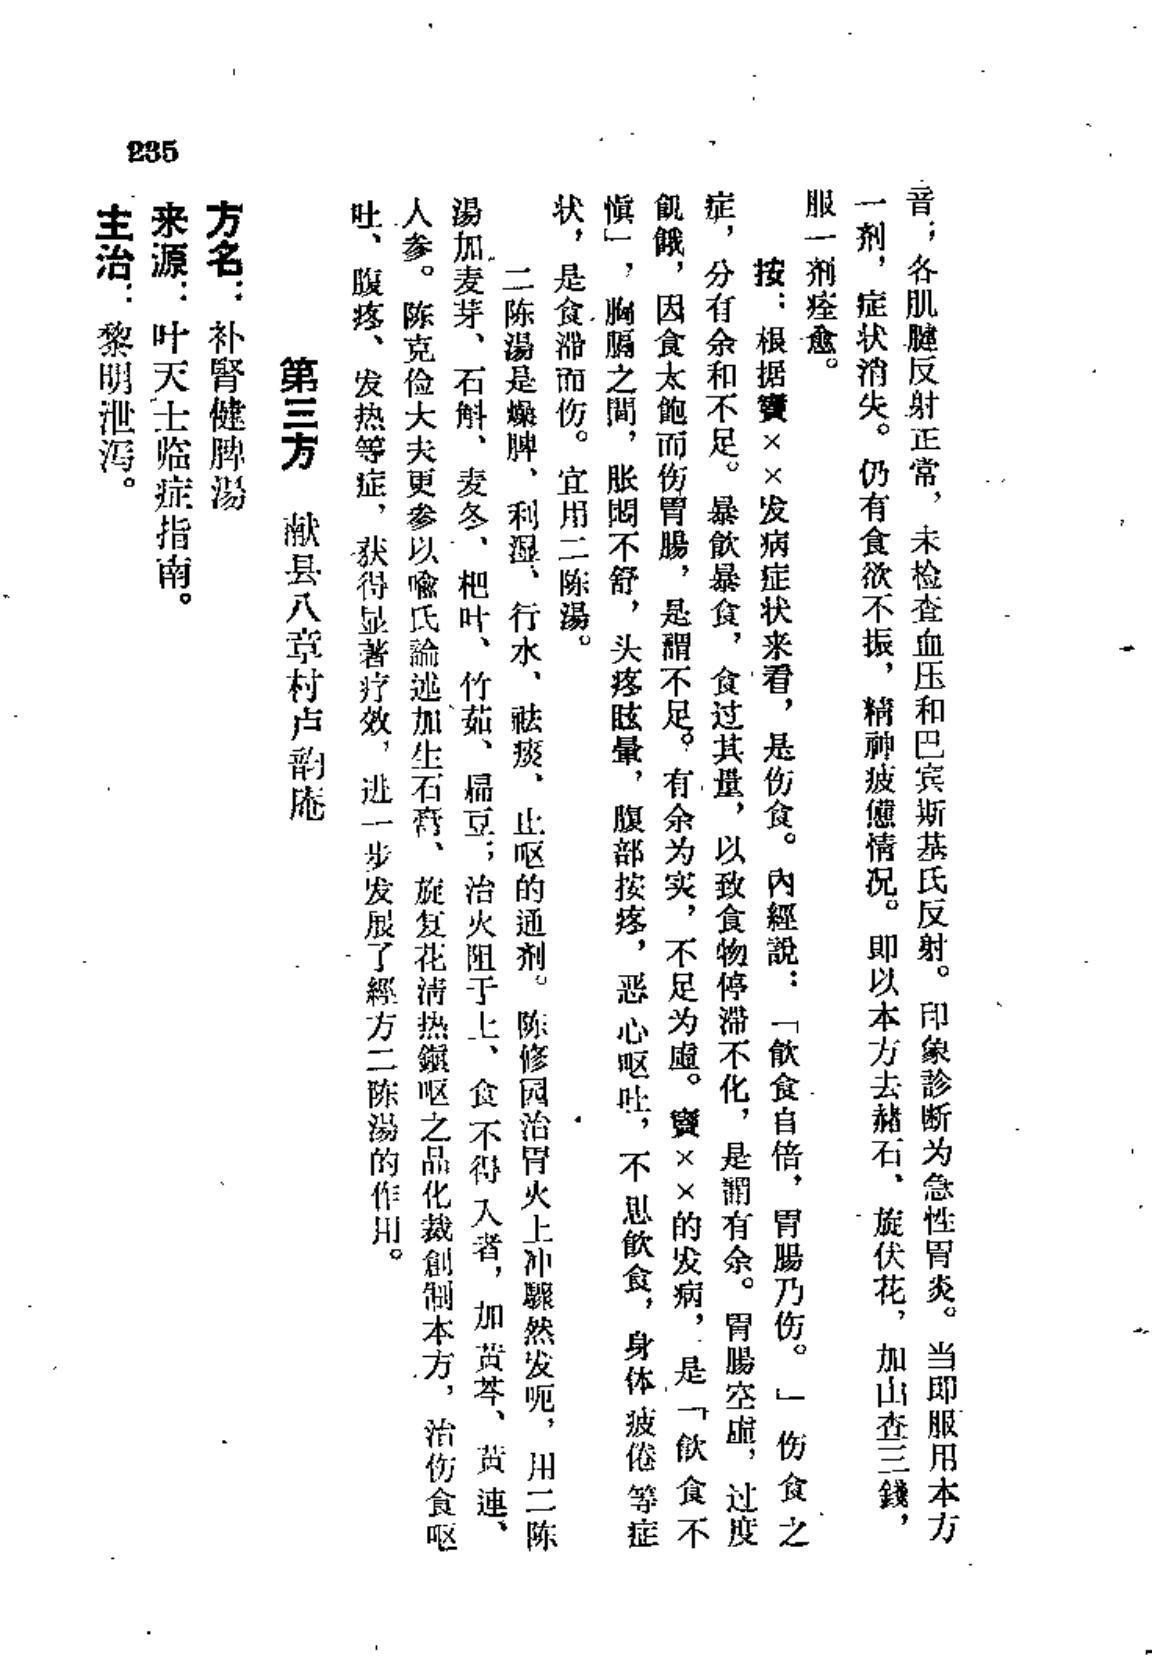 音；各肌腱反射正常，未检查血压和巴宾斯基氏反射。印象診断为急性胃炎。当即服用本方
一剂，症状消失。仍有食欲不振，精神疲憊情况。即以本方去赭石、旋伏花，加山查三錢，
服一剂痊愈。
按：根据竇××发病症状来看，是伤食。內經說：「飲食自倍，胃腸乃伤。」伤食之
症，分有余和不足。暴飲暴食，食过其量，以致食物停滞不化，是謂有余。胃腸空虛，过度
飢餓，因食太飽而伤胃腸，是謂不足。有余为实，不足为虛。竇××的发病，是「飲食不
愼」，胸膈之間，脹悶不舒，头疼眩暈，腹部按疼，恶心呕吐，不思飲食，身体疲倦等症
状，是食滞而伤。宜用二陈湯。
二陈湯是燥脾、利湿、行水、祛痰、止呕的通剂。陈修园治胃火上冲驟然发呃，用二陈
湯加麦芽、石斛、麦冬、杷叶、竹茹、扁豆；治火阻于上、食不得入者，加黃芩、黃連、
人参。陈克俭大夫更参以喩氏論述加生石膏、旋复花清热鎭呕之品化裁創制本方，治伤食呕
吐、腹疼、发热等症，获得显著疗效，进一步发展了經方二陈湯的作用。
第三方　献县八章村卢韵庵
方名：补腎健脾湯
来源：叶天士临症指南。
主治：黎明泄泻。
235